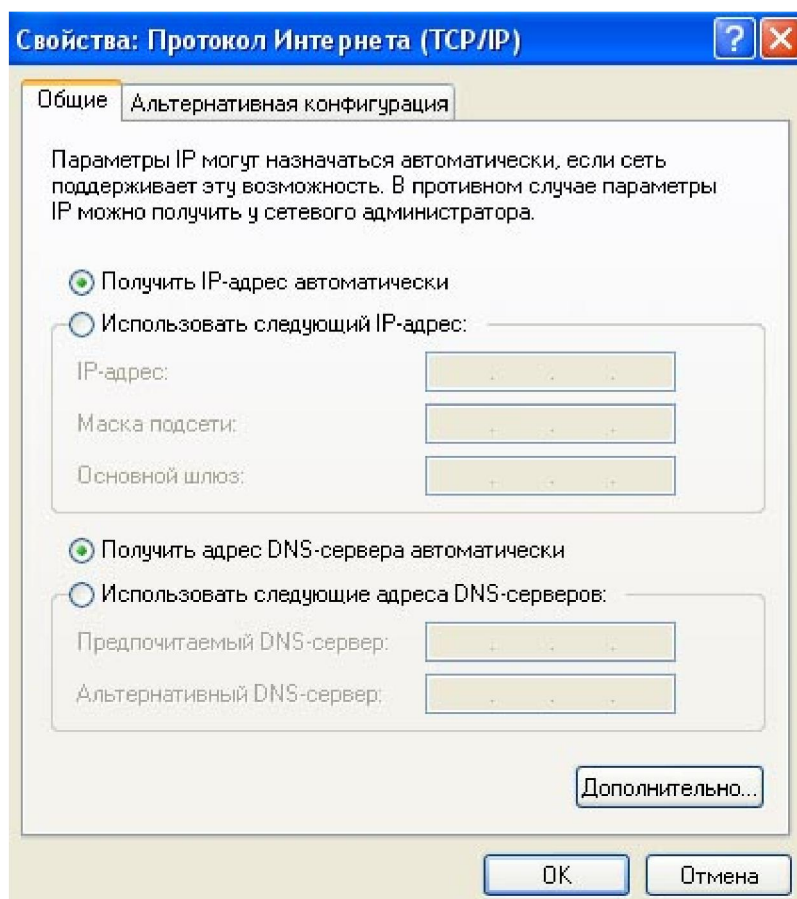 Свойства: Протокол Интернета (TCP/IP)
Общие
Альтернативная конфигурация
Параметры IP могут назначаться автоматически, если сеть
поддерживает эту возможность. В противном случае параметры
IP можно получить у сетевого администратора.
Получить IP-адрес автоматически
Использовать следующий IP-адрес:
IP-адрес:
Маска подсети:
Основной шлюз:
Получить адрес DNS-сервера автоматически
Использовать следующие адреса DNS-серверов:
Предпочитаемый DNS-сервер:
Альтернативный DNS-сервер:
Дополнительно...
ОК
Отмена